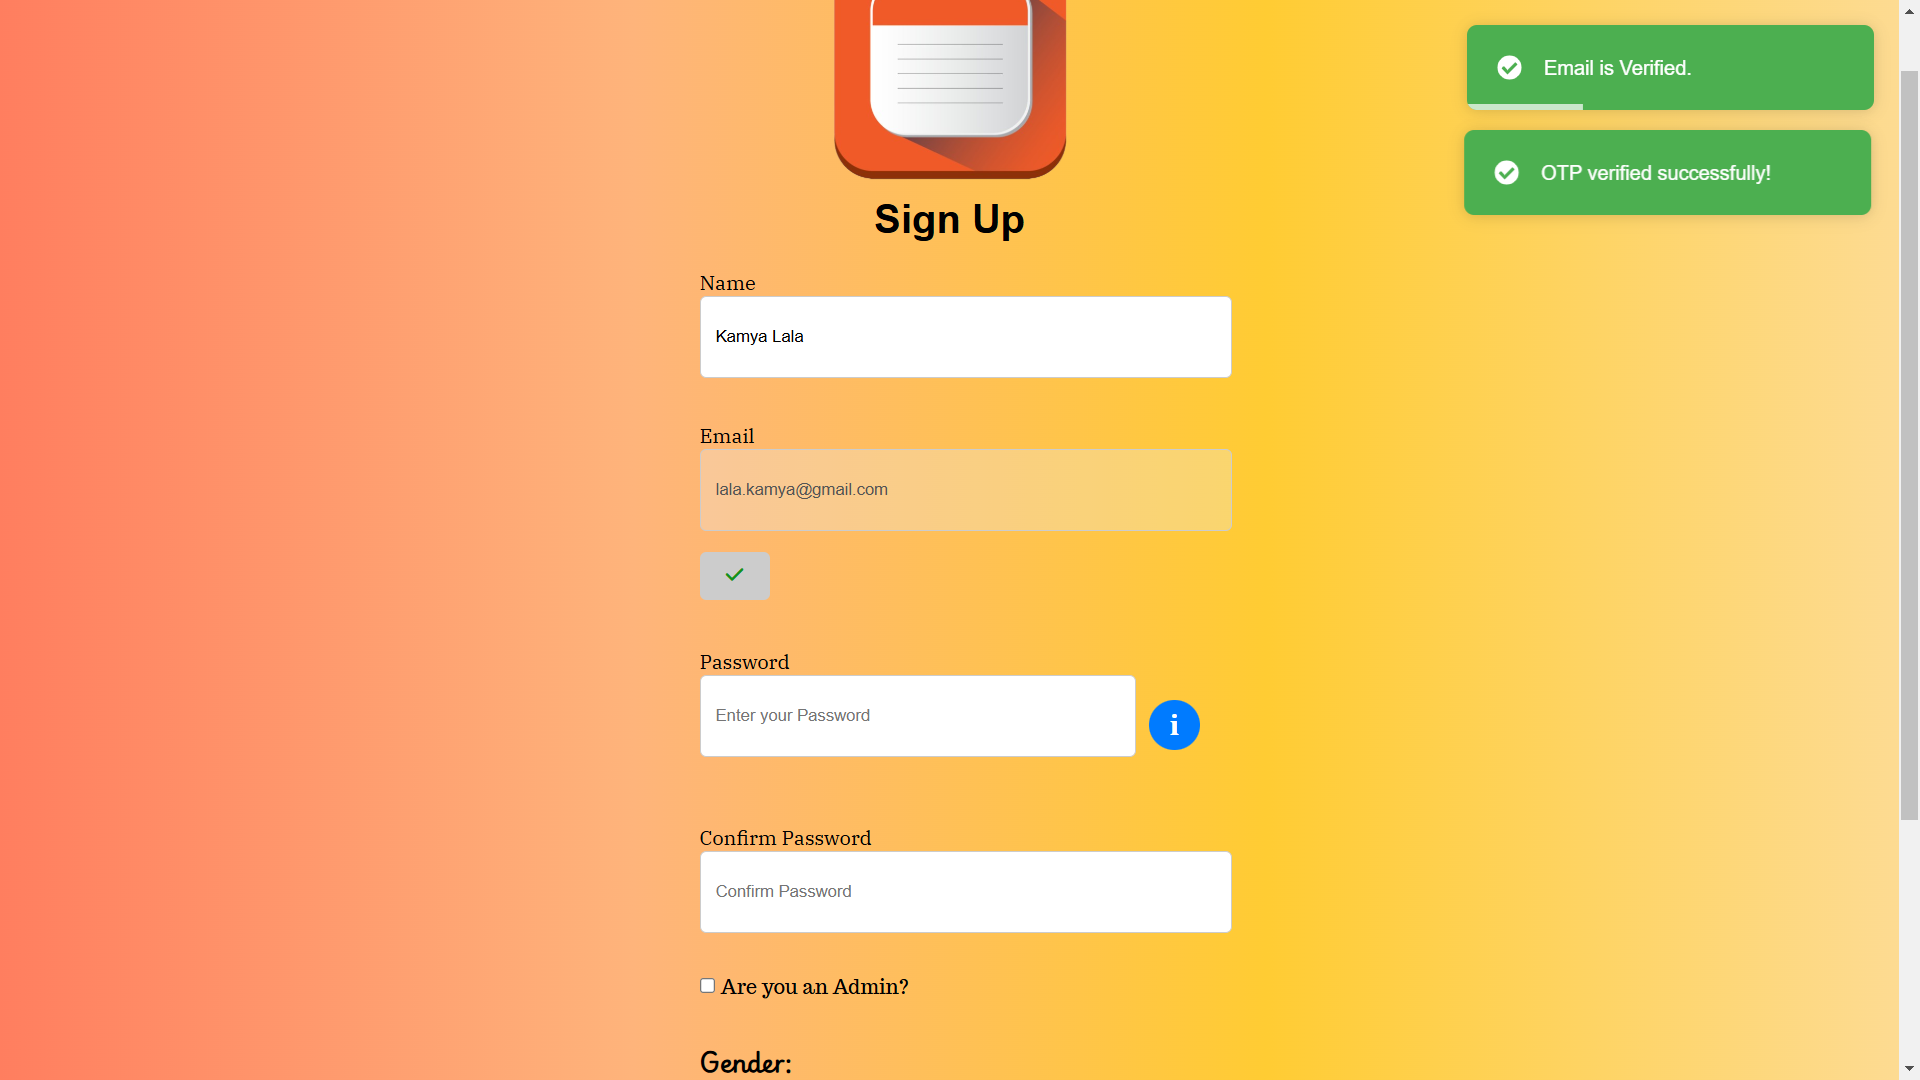 Email is Verified.
OTP verified successfully!
Sign Up
Name
Kamya Lala
Email
lala.kamya@gmail.com
Password
Enter your Password
i
Confirm Password
Confirm Password
Are you an Admin?
Gender: